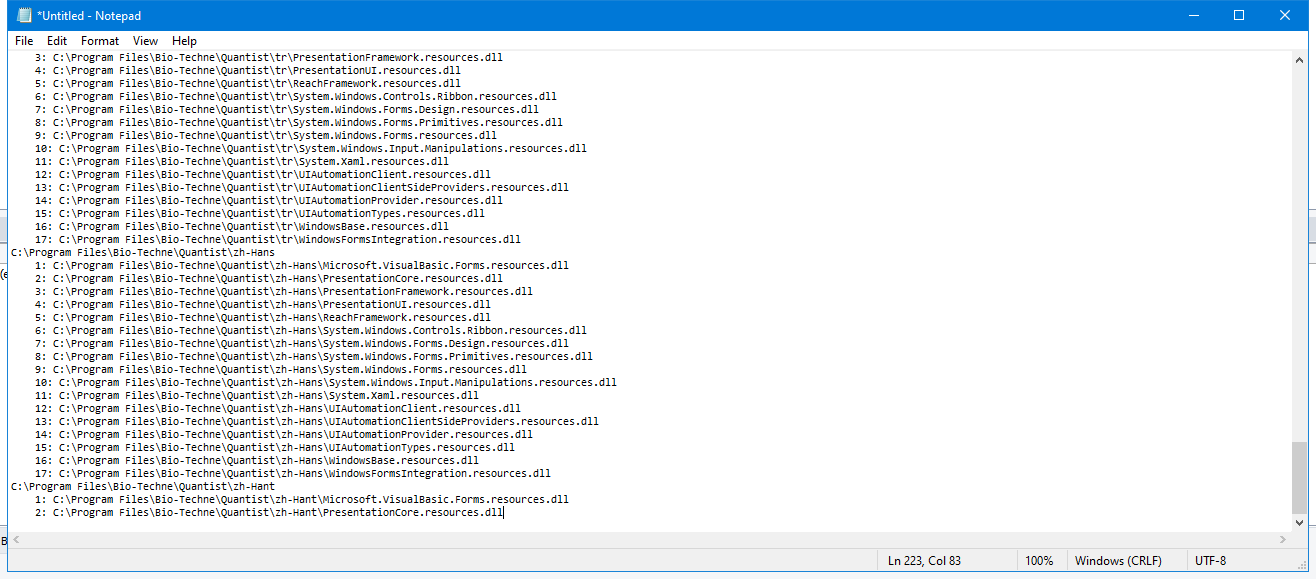 *Untitled - Notepad
File Edit Format View Help
3: C:\Program Files\Bio-Techne\Quantist\tr\PresentationFramework.resources.dll
4: C:\Program Files\Bio-Techne\Quantist\tr\PresentationUI.resources.dll
5: C:\Program Files\Bio-Techne\Quantist\tr\ReachFramework.resources.dll
6: C:\Program Files\Bio-Techne\Quantist\tr\System.Windows.Controls.Ribbon.resources.dll
7: C:\Program Files\Bio-Techne\Quantist\tr\System.Windows.Forms.Design.resources.dll
8: C:\Program Files\Bio-Techne\Quantist\tr\System.Windows.Forms.Primitives.resources.dll
9: C:\Program Files\Bio-Techne\Quantist\tr\System.Windows.Forms.resources.dll
10: C:\Program Files\Bio-Techne\Quantist\tr\System.Windows.Input.Manipulations.resources.dll
11: C:\Program Files\Bio-Techne\Quantist\tr\System.Xaml.resources.dll
12: C:\Program Files\Bio-Techne\Quantist\tr\UIAutomationClient.resources.dll
13: C:\Program Files\Bio-Techne\Quantist\tr\UIAutomationClientSideProviders.resources.dll
14: C:\Program Files\Bio-Techne\Quantist\tr\UIAutomationProvider.resources.dll
15: C:\Program Files\Bio-Techne\Quantist\tr\UIAutomationTypes.resources.dll
16: C:\Program Files\Bio-Techne\Quantist\tr\WindowsBase.resources.dll
17: C:\Program Files\Bio-Techne\Quantist\tr\WindowsFormsIntegration.resources.dll
C:\Program Files\Bio-Techne\Quantist\zh-Hans
1: C:\Program Files\Bio-Techne\Quantist\zh-Hans\Microsoft.VisualBasic.Forms.resources.dll
2: C:\Program Files\Bio-Techne\Quantist\zh-Hans\PresentationCore.resources.dll
3: C:\Program Files\Bio-Techne\Quantist\zh-Hans\PresentationFramework.resources.dll
4: C:\Program Files\Bio-Techne\Quantist\zh-Hans\PresentationUI.resources.dll
5: C:\Program Files\Bio-Techne\Quantist\zh-Hans\ReachFramework.resources.dll
6: C:\Program Files\Bio-Techne\Quantist\zh-Hans\System.Windows.Controls.Ribbon.resources.dll
7: C:\Program Files\Bio-Techne\Quantist\zh-Hans\System.Windows.Forms.Design.resources.dll
8: C:\Program Files\Bio-Techne\Quantist\zh-Hans\System.Windows.Forms.Primitives.resources.dll
9: C:\Program Files\Bio-Techne\Quantist\zh-Hans\System.Windows.Forms.resources.dll
10: C:\Program Files\Bio-Techne\Quantist\zh-Hans\System.Windows.Input.Manipulations.resources.dll
11: C:\Program Files\Bio-Techne\Quantist\zh-Hans\System.Xaml.resources.dll
12: C:\Program Files\Bio-Techne\Quantist\zh-Hans\UIAutomationClient.resources.dll
13: C:\Program Files\Bio-Techne\Quantist\zh-Hans\UIAutomationClientSideProviders.resources.dll
14: C:\Program Files\Bio-Techne\Quantist\zh-Hans\UIAutomationProvider.resources.dll
15: C:\Program Files\Bio-Techne\Quantist\zh-Hans\UIAutomationTypes.resources.dll
16: C:\Program Files\Bio-Techne\Quantist\zh-Hans\WindowsBase.resources.dll
17: C:\Program Files\Bio-Techne\Quantist\zh-Hans\WindowsFormsIntegration.resources.dll
C:\Program Files\Bio-Techne\Quantist\zh-Hant
1: C:\Program Files\Bio-Techne\Quantist\zh-Hant\Microsoft.VisualBasic.Forms.resources.dll
2: C:\Program Files\Bio-Techne\Quantist\zh-Hant\PresentationCore.resources.dll
Ln 223, Col 83 100% Windows (CRLF) UTF-8